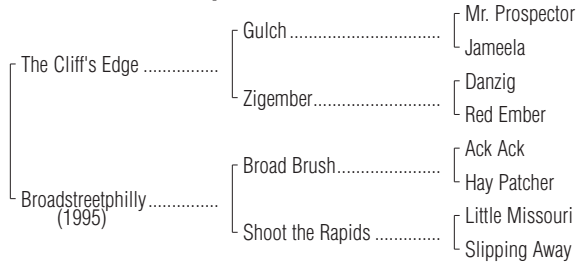 Mr. Prospector
Gulch
Jameela
The Cliff's Edge
Danzig
Zigember
Red Ember
Ack Ack
Broad Brush
Hay Patcher
Broadstreetphilly
(1995)
Little Missouri
Shoot the Rapids
Slipping Away